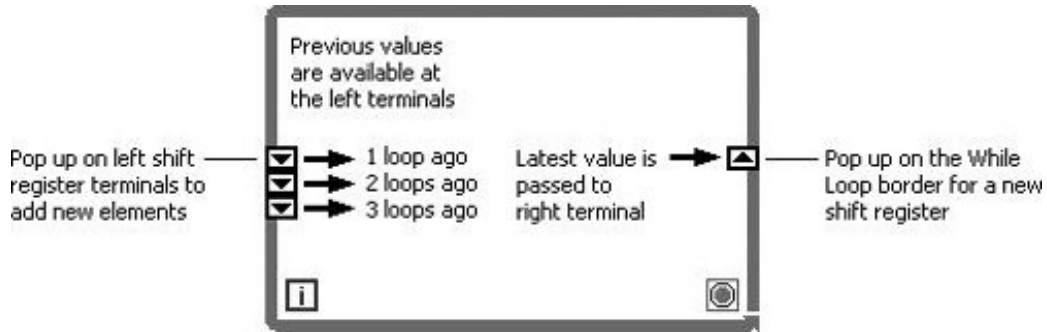 Previous values
are available at
the left terminals
Pop up on left shift
register terminals to
add new elements
1 loop ago
2 loops ago
3 loops ago
Latest value is
passed to
right terminal
Pop up on the While
Loop border for a new
shift register
i